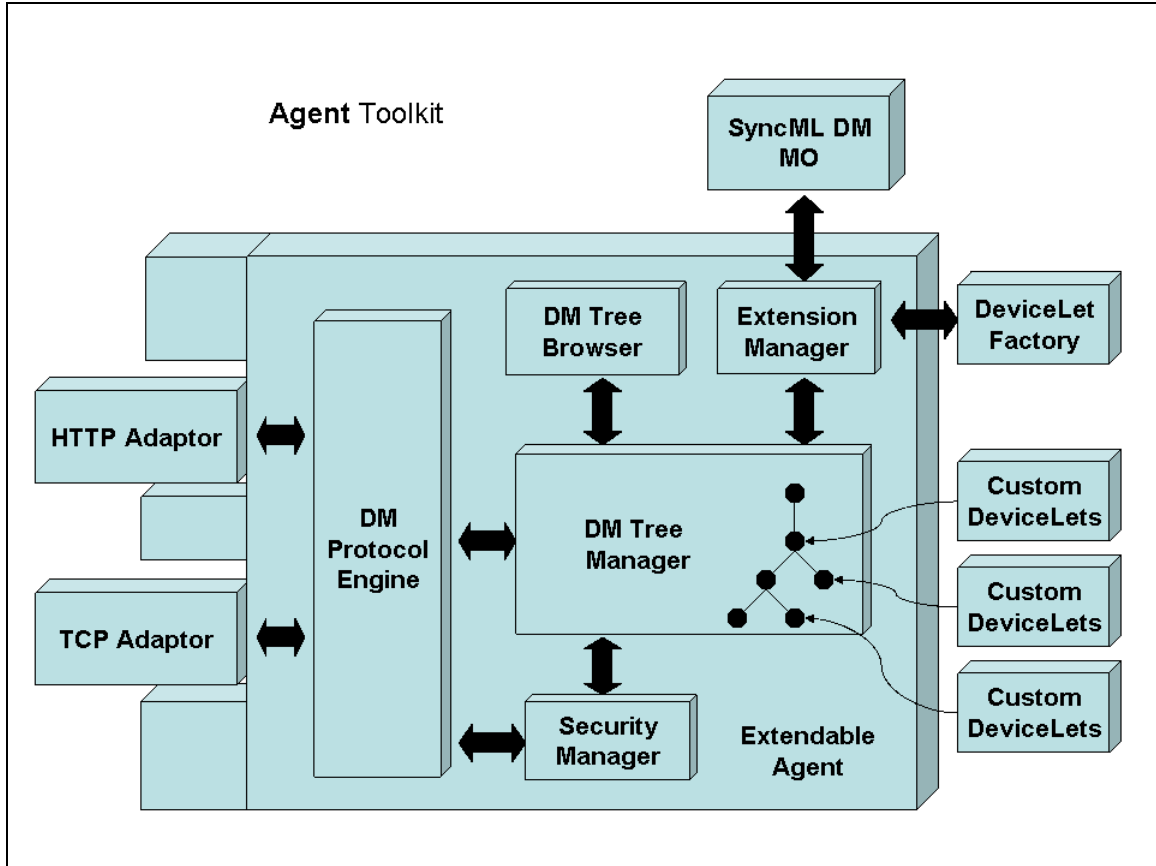 Agent Toolkit
SyncML DM
MO
DM Tree
Browser
Extension
Manager
DeviceLet
Factory
HTTP Adaptor
TCP Adaptor
DM
Protocol
Engine
DM Tree
Manager
Custom
DeviceLets
Custom
DeviceLets
Custom
DeviceLets
Security
Manager
Extendable
Agent